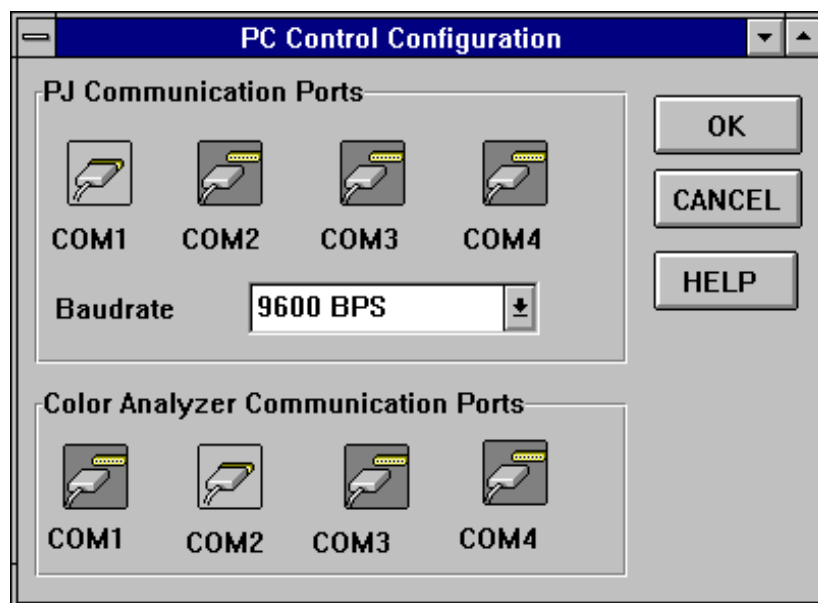 PC Control Configuration
PJ Communication Ports
COM1 COM2 COM3 COM4
Baudrate 9600 BPS
OK
CANCEL
HELP
Color Analyzer Communication Ports
COM1 COM2 COM3 COM4